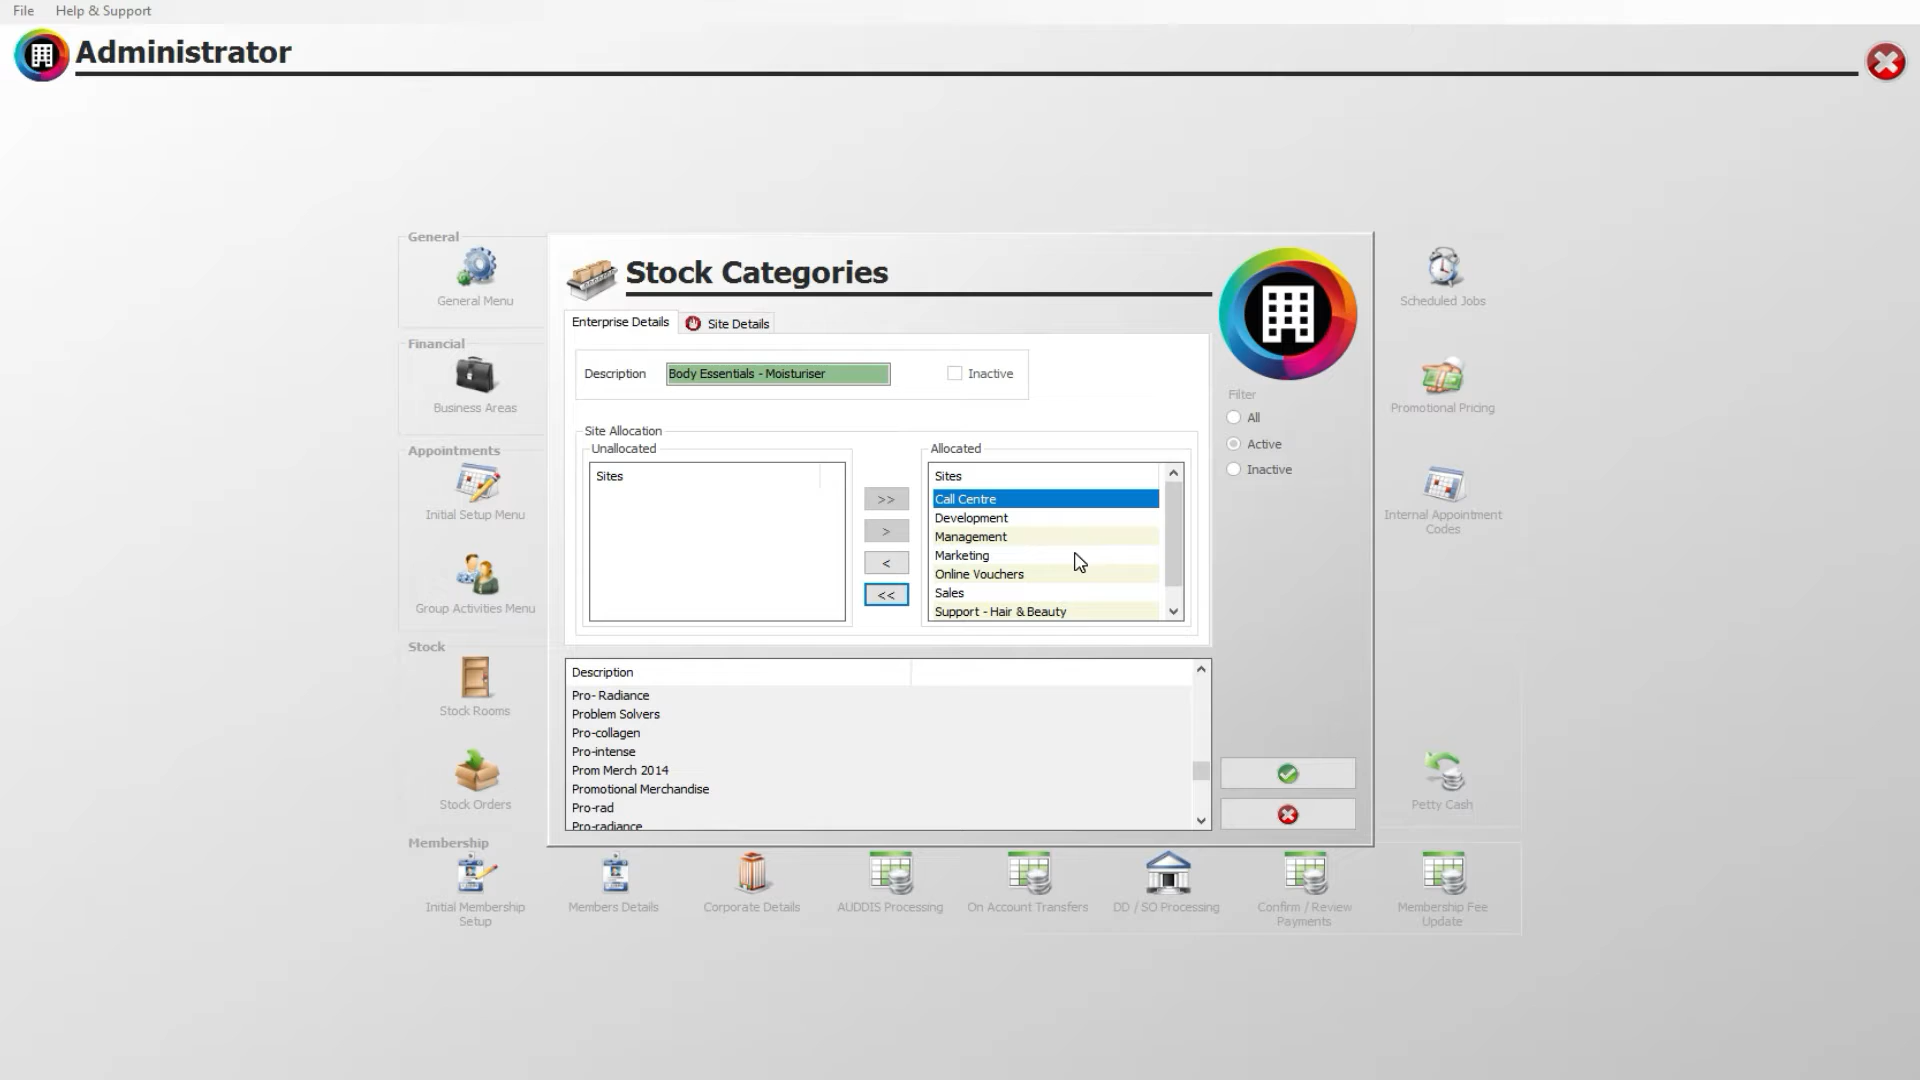 File Help & Support
Administrator
General
General Menu
Financial
Business Areas
Appointments
Initial Setup Menu
Group Activities Menu
Stock
Stock Rooms
Stock Orders
Membership
Stock Categories
Enterprise Details
Site Details
Description Body Essentials - Moisturiser Inactive
Site Allocation
Unallocated
Sites
>>
>
<
<<
Allocated
Sites
Call Centre
Development
Management
Marketing
Online Vouchers
Sales
Support - Hair & Beauty
Filter
All
Active
Inactive
Description
Pro- Radiance
Problem Solvers
Pro-collagen
Pro-intense
Prom Merch 2014
Promotional Merchandise
Pro-rad
Pro-radiance
Scheduled Jobs
Promotional Pricing
Internal Appointment
Codes
Petty Cash
Initial Membership
Setup
Members Details
Corporate Details
AUDDIS Processing
On Account Transfers
DD / SO Processing
Confirm / Review
Payments
Membership Fee
Update